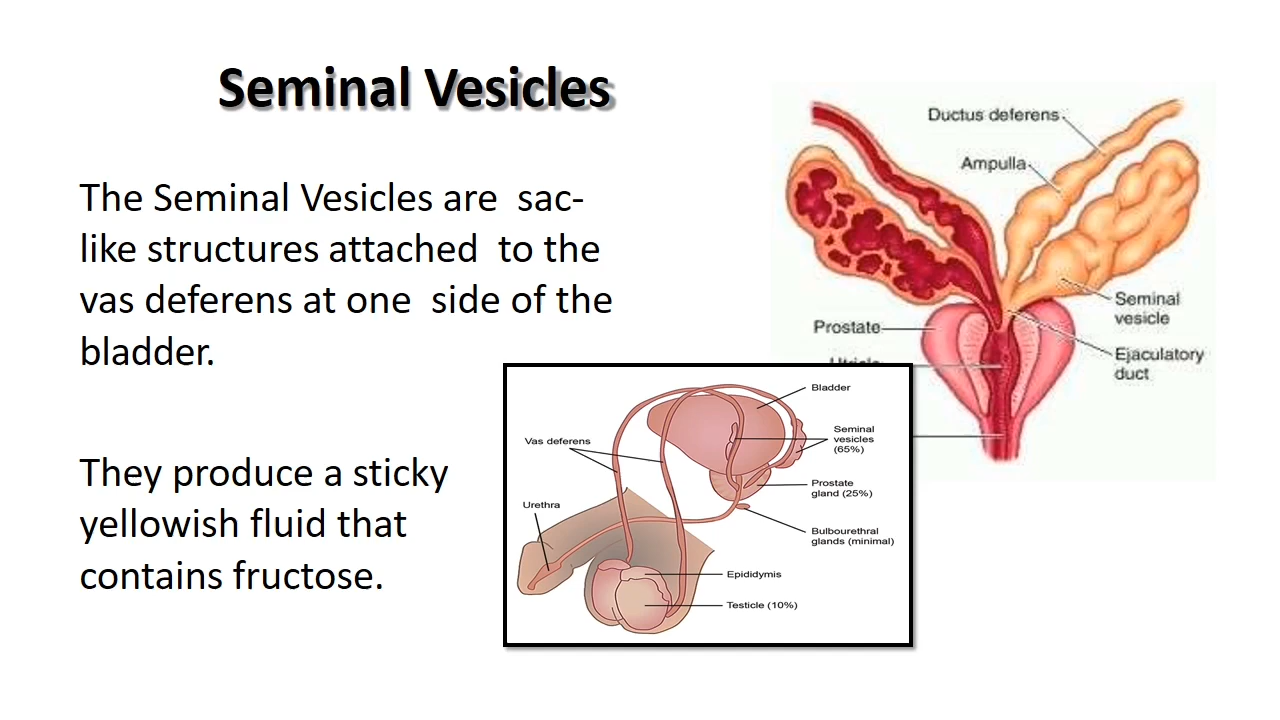 Seminal Vesicles
The Seminal Vesicles are  sac-
like structures attached  to the
vas deferens at one  side of the
bladder.
They produce a sticky
yellowish fluid that
contains fructose.
Ductus deferens
Ampulla
Seminal
vesicle
Ejaculatory
duct
Prostate
Bladder
Vas deferens
Seminal
vesicles
(65%)
Prostate
gland (25%)
Urethra
Bulbourethral
glands (minimal)
Epididymis
Testicle (10%)